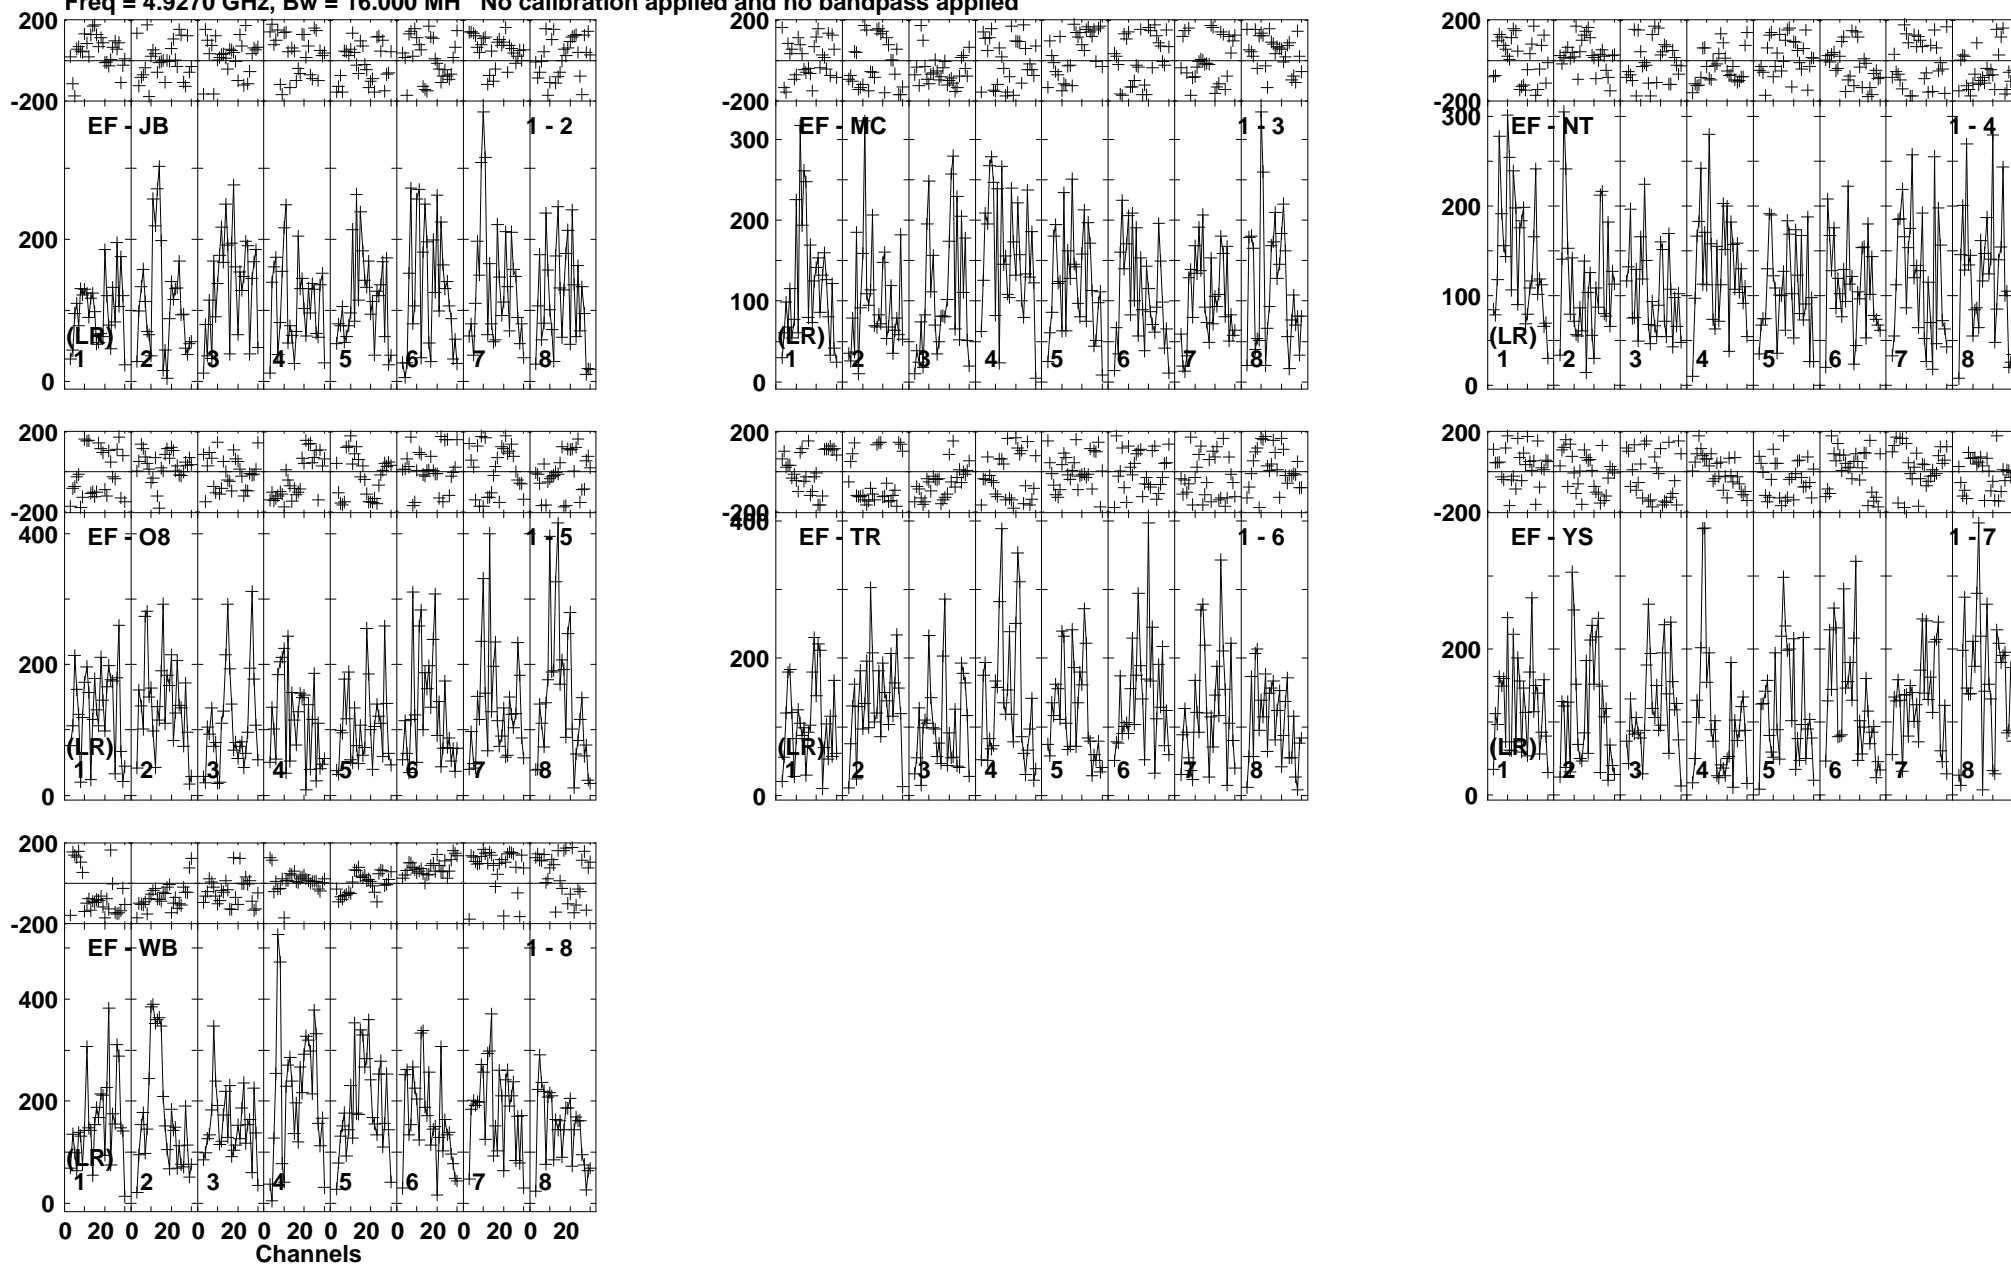 Freq = 4.9270 GHz, Bw = 16.000 MH No calibration applied and no bandpass applied
200 200 200
-200 -200 -200
EF - JB 1 - 2 EF - MC 1 - 3 EF - NT 1 - 4
300 300
200 200 200
100 100
(LR) (LR) (LR)
1 2 3 4 5 6 7 8 1 2 3 4 5 6 7 8 1 2 3 4 5 6 7 8
0 0 0
200 200 200
-200 -200 -200
400 400
EF - O8 1 - 5 EF - TR 1 - 6 EF - YS 1 - 7
200 200 200
(LR) (LR) (LR)
1 2 3 4 5 6 7 8 1 2 3 4 5 6 7 8 1 2 3 4 5 6 7 8
0 0 0
200
-200
EF - WB 1 - 8
400
200
(LR)
1 2 3 4 5 6 7 8
0
0 20 0 20 0 20 0 20 0 20 0 20 0 20 0 20
Channels